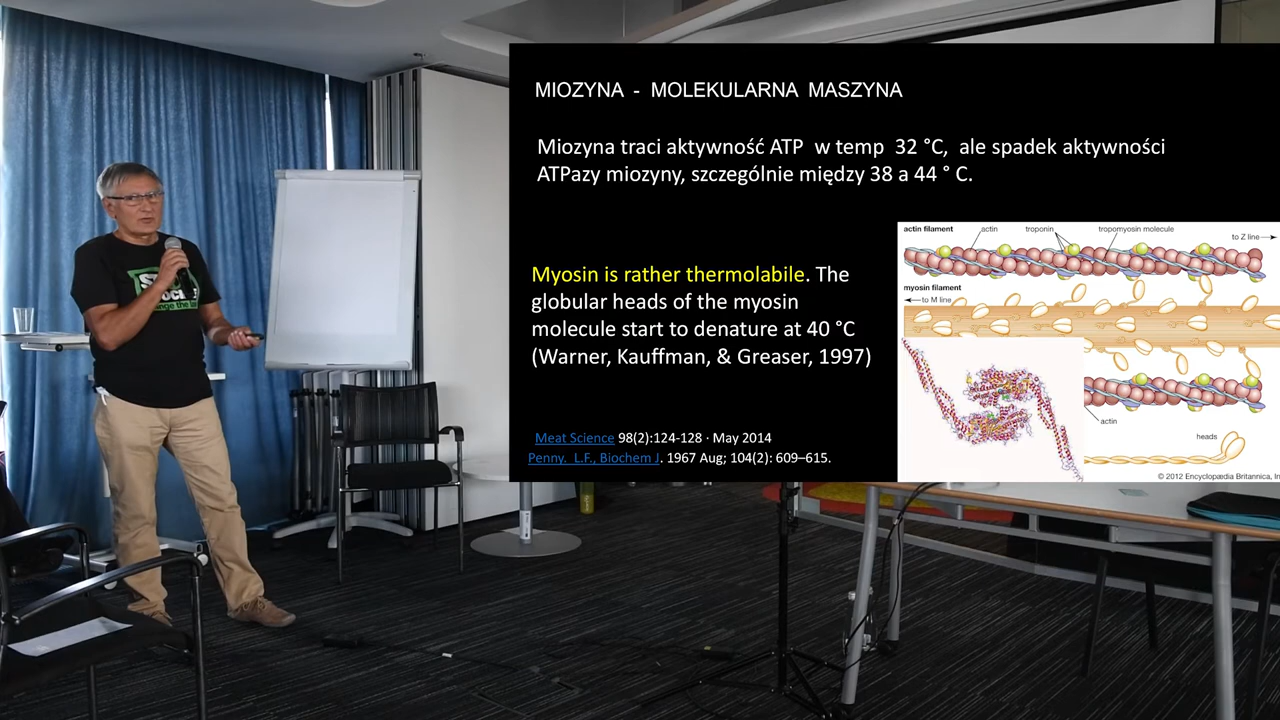 MIOZYNA - MOLEKULARNA MASZYNA
Miozyna traci aktywność ATP w temp 32 °C, ale spadek aktywności
ATPazy miozyny, szczególnie między 38 a 44 ° C.
Myosin is rather thermolabile. The
globular heads of the myosin
molecule start to denature at 40 °C
(Warner, Kauffman, & Greaser, 1997)
Meat Science 98(2):124-128 · May 2014
Penny. L.F., Biochem J. 1967 Aug; 104(2): 609–615.
actin filament
actin
troponin
tropomyosin molecule
to Z line
myosin filament
to M line
actin
heads
© 2012 Encyclopædia Britannica, In